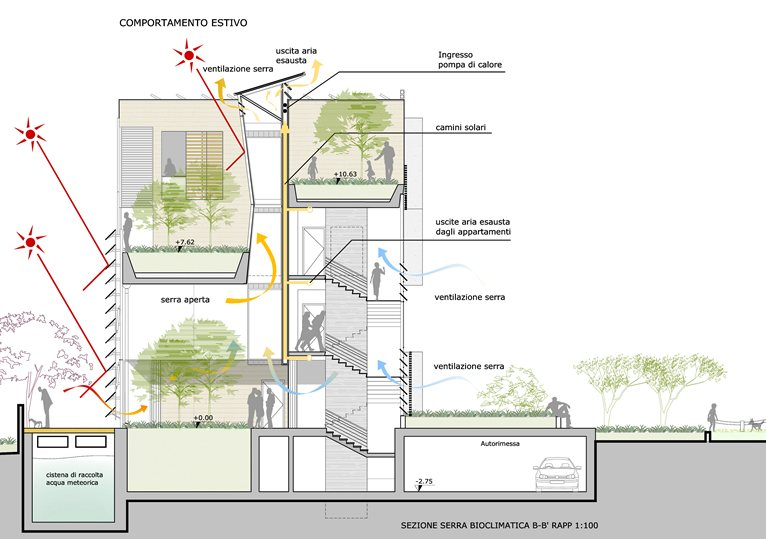 COMPORTAMENTO ESTIVO
uscita aria
esausta
ventilazione serra
Ingresso
pompa di calore
camini solari
+10.63
uscite aria esausta
dagli appartamenti
+7.62
serra aperta
ventilazione serra
ventilazione serra
+0.00
Autorimessa
cistena di raccolta
acqua meteorica
-2.75
SEZIONE SERRA BIOCLIMATICA B-B' RAPP 1:100